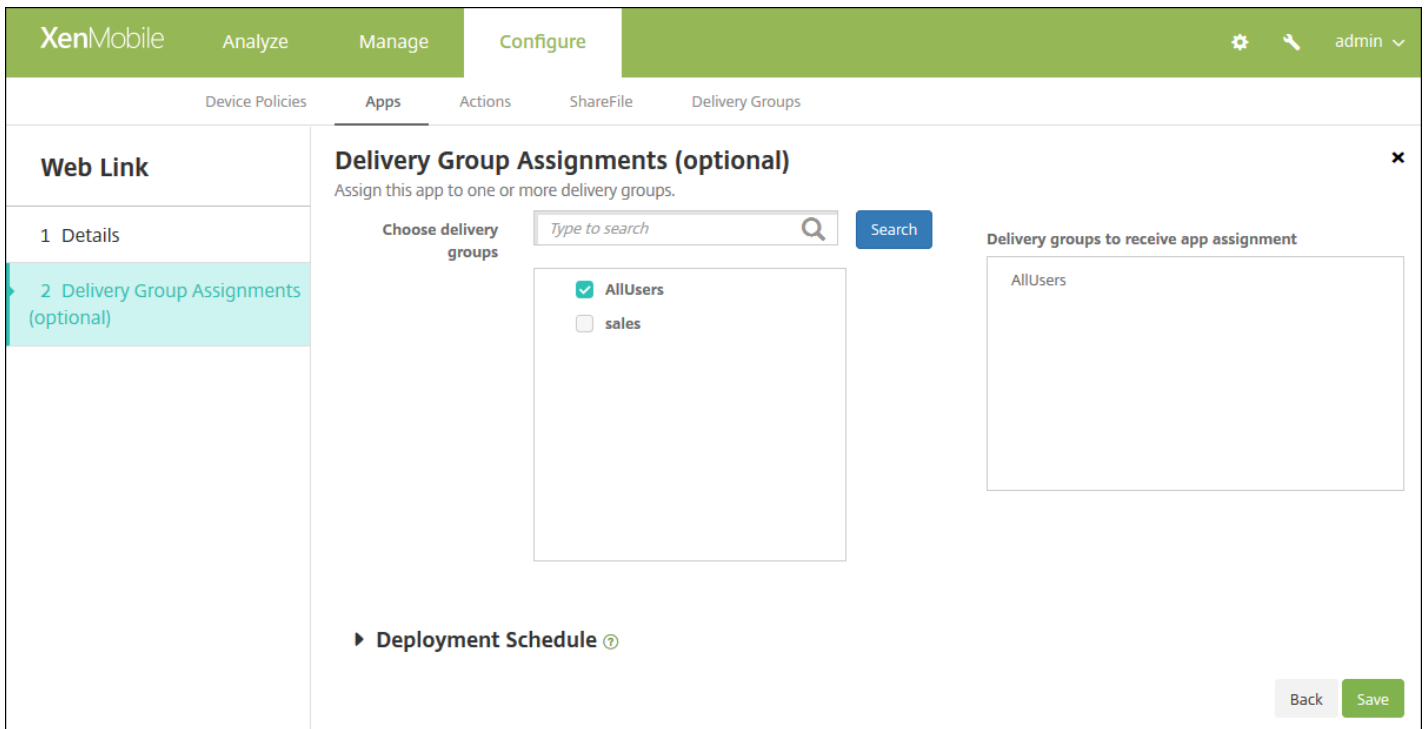 XenMobile Analyze Manage Configure admin
Device Policies Apps Actions ShareFile Delivery Groups
Web Link
1 Details
2 Delivery Group Assignments
(optional)
Delivery Group Assignments (optional)
Assign this app to one or more delivery groups.
Choose delivery
groups
Type to search
Search
AllUsers
sales
Delivery groups to receive app assignment
AllUsers
Deployment Schedule ?
Back Save